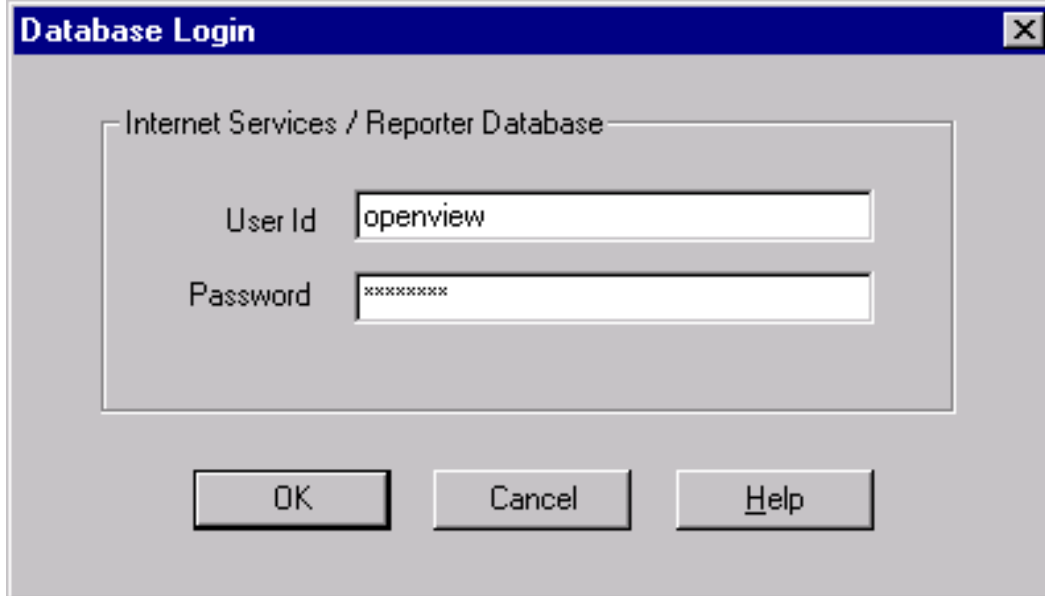 Database Login
Internet Services / Reporter Database
User Id openview
Password ********
OK Cancel Help